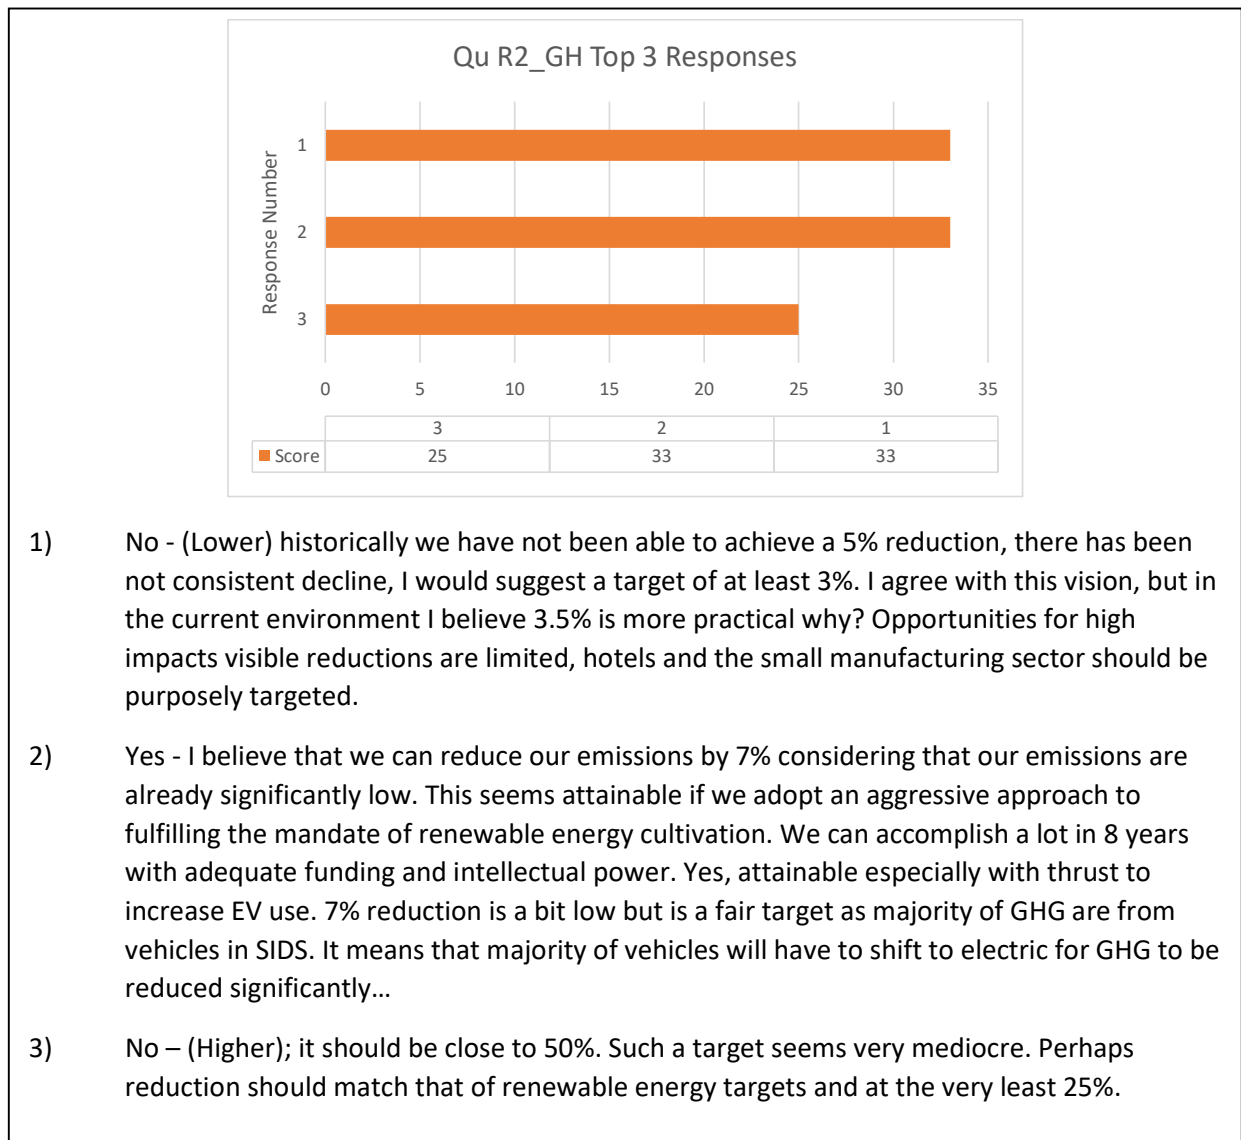 Qu R2_GH Top 3 Responses
Response Number
1
2
3
0 5 10 15 20 25 30 35
3 2 1
Score 25 33 33
1) No - (Lower) historically we have not been able to achieve a 5% reduction, there has been
not consistent decline, I would suggest a target of at least 3%. I agree with this vision, but in
the current environment I believe 3.5% is more practical why? Opportunities for high
impacts visible reductions are limited, hotels and the small manufacturing sector should be
purposely targeted.
2) Yes - I believe that we can reduce our emissions by 7% considering that our emissions are
already significantly low. This seems attainable if we adopt an aggressive approach to
fulfilling the mandate of renewable energy cultivation. We can accomplish a lot in 8 years
with adequate funding and intellectual power. Yes, attainable especially with thrust to
increase EV use. 7% reduction is a bit low but is a fair target as majority of GHG are from
vehicles in SIDS. It means that majority of vehicles will have to shift to electric for GHG to be
reduced significantly…
3) No – (Higher); it should be close to 50%. Such a target seems very mediocre. Perhaps
reduction should match that of renewable energy targets and at the very least 25%.